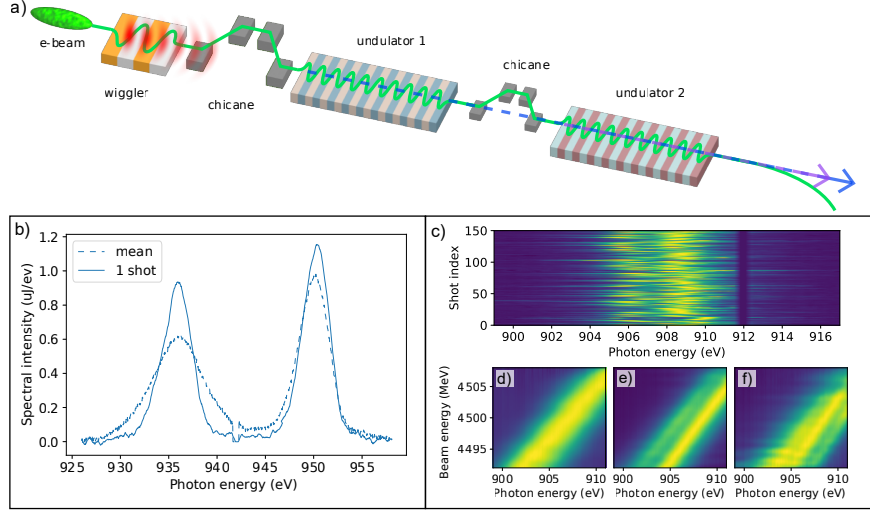 a)
e-beam
wiggler
chicane
undulator 1
chicane
undulator 2
b)
mean
1 shot
Spectral intensity (uJ/ev)
1.2
1.0
0.8
0.6
0.4
0.2
0.0
925 930 935 940 945 950 955
Photon energy (eV)
c)
Shot index
150
100
50
0
900 902 904 906 908 910 912 914 916
Photon energy (eV)
Beam energy (MeV)
4505
4500
4495
d)
e)
f)
900 905 910
900 905 910
900 905 910
Photon energy (eV)
Photon energy (eV)
Photon energy (eV)